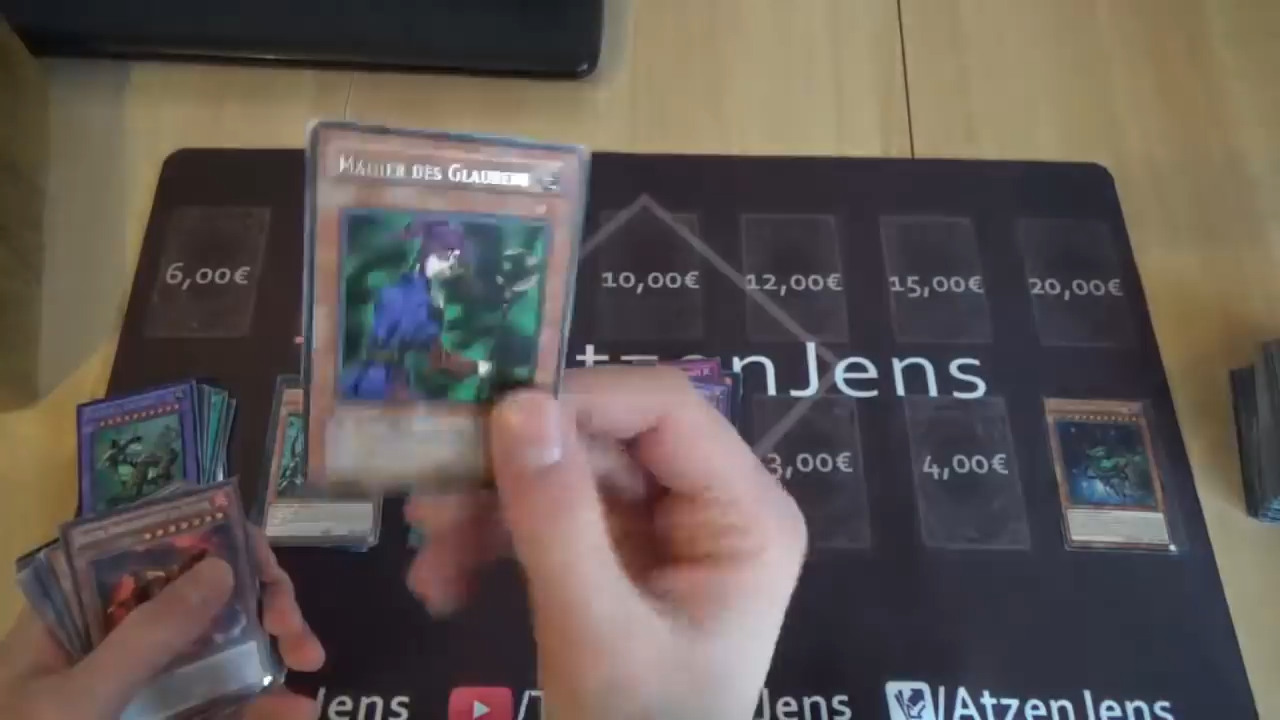 MAGIER DES GLAUBENS
6,00€
10,00€
12,00€
15,00€
20,00€
tzenJens
3,00€
4,00€
Jens
/T
Jens
/AtzenJens